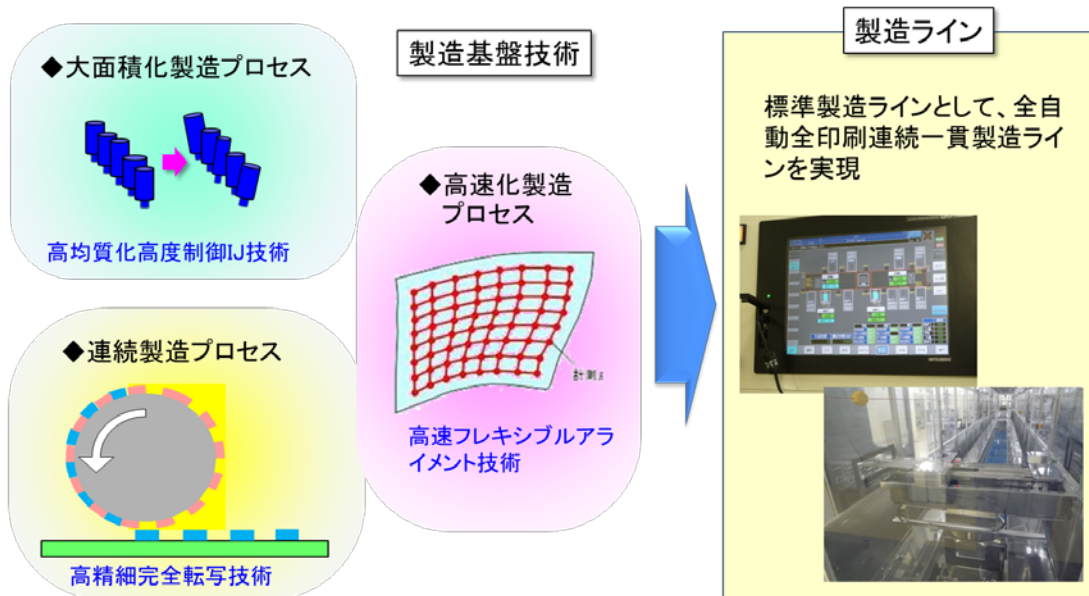 製造基盤技術
◆大面積化製造プロセス
高均質化高度制御IJ技術
◆連続製造プロセス
高精細完全転写技術
◆高速化製造
プロセス
計測点
高速フレキシブルアラ
イメント技術
製造ライン
標準製造ラインとして、全自
動全印刷連続一貫製造ライ
ンを実現
MITSUBISHI